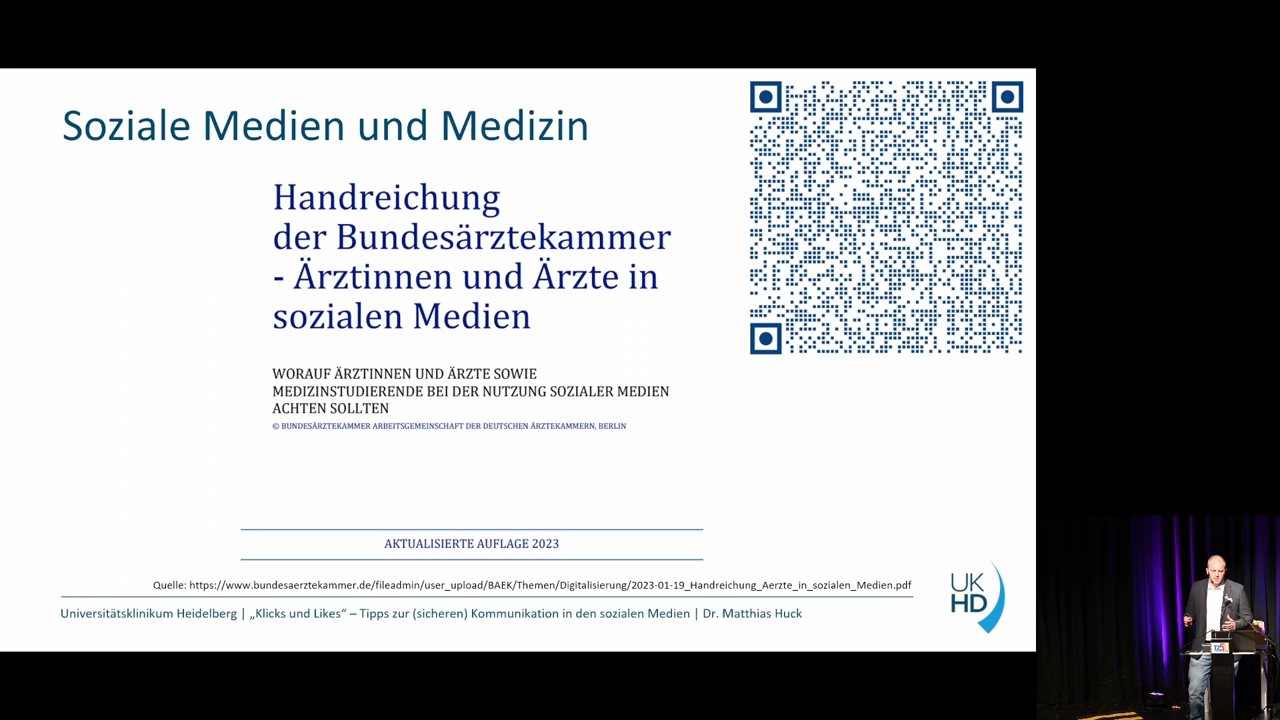 Soziale Medien und Medizin
Handreichung
der Bundesärztekammer
- Ärztinnen und Ärzte in
sozialen Medien
WORAUF ÄRZTINNEN UND ÄRZTE SOWIE
MEDIZINSTUDIERENDE BEI DER NUTZUNG SOZIALER MEDIEN
ACHTEN SOLLTEN
© BUNDESÄRZTEKAMMER ARBEITSGEMEINSCHAFT DER DEUTSCHEN ÄRZTEKAMMERN, BERLIN
AKTUALISIERTE AUFLAGE 2023
Quelle: https://www.bundesaerztekammer.de/fileadmin/user_upload/BAEK/Themen/Digitalisierung/2023-01-19_Handreichung_Aerzte_in_sozialen_Medien.pdf
Universitätsklinikum Heidelberg | „Klicks und Likes“ – Tipps zur (sicheren) Kommunikation in den sozialen Medien | Dr. Matthias Huck
UK
HD